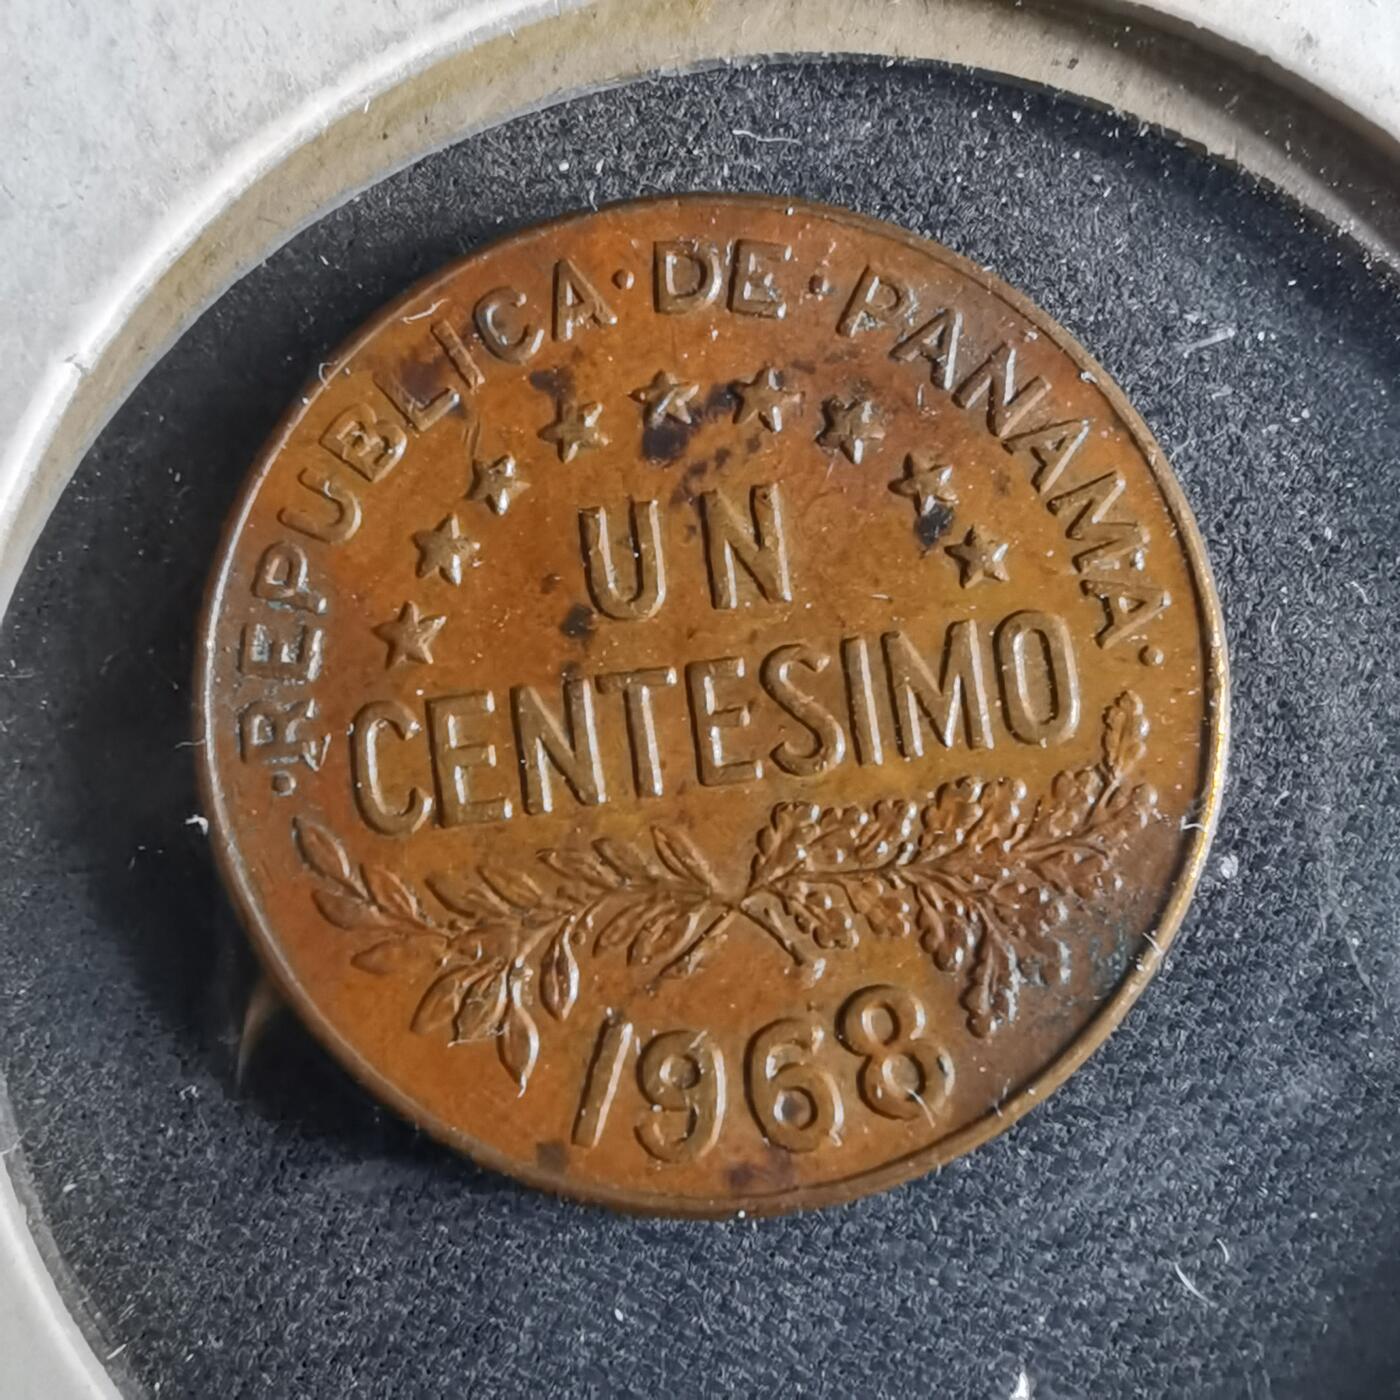 ·REPUBLICA·DE·PANAMA·
UN
CENTESIMO
1968